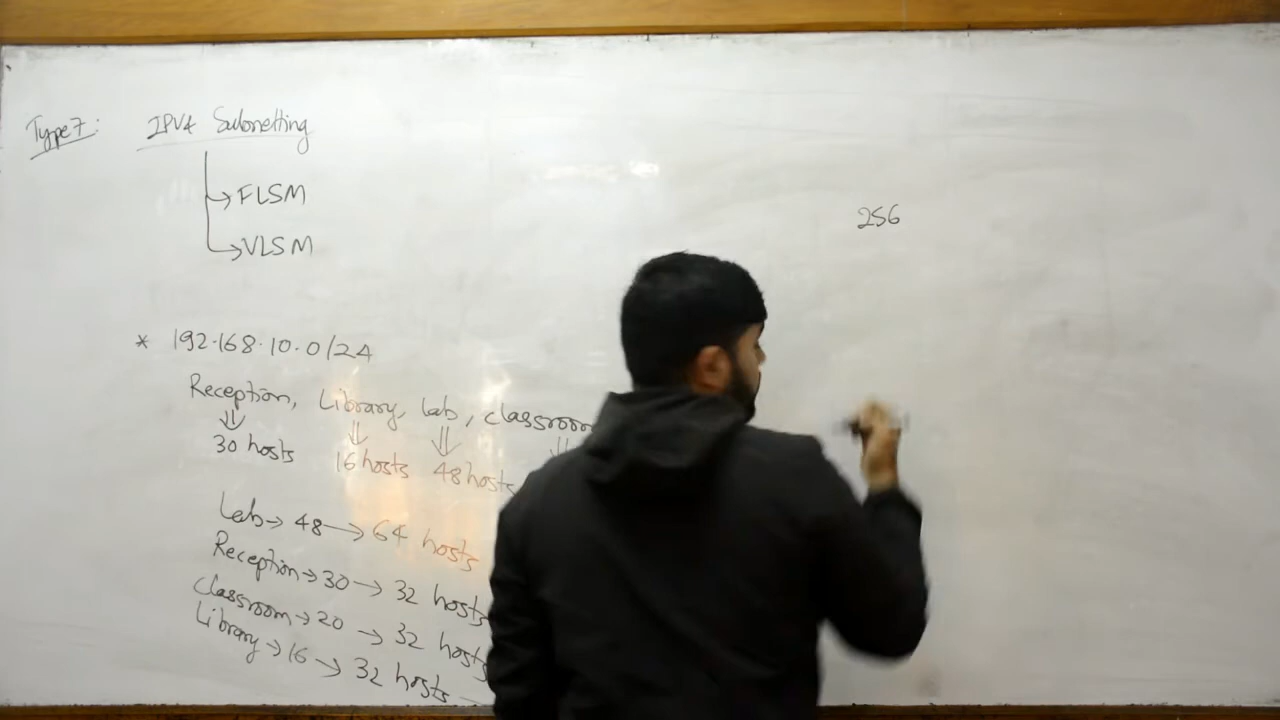 Type 7: IPV4 Subnetting
FLSM
VLSM
256
* 192.168.10.0/24
Reception, Library, Lab, classroom
30 hosts 16 hosts 48 hosts
Lab → 48 → 64 hosts
Reception → 30 → 32 hosts
classroom → 20 → 32 hosts
Library → 16 → 32 hosts